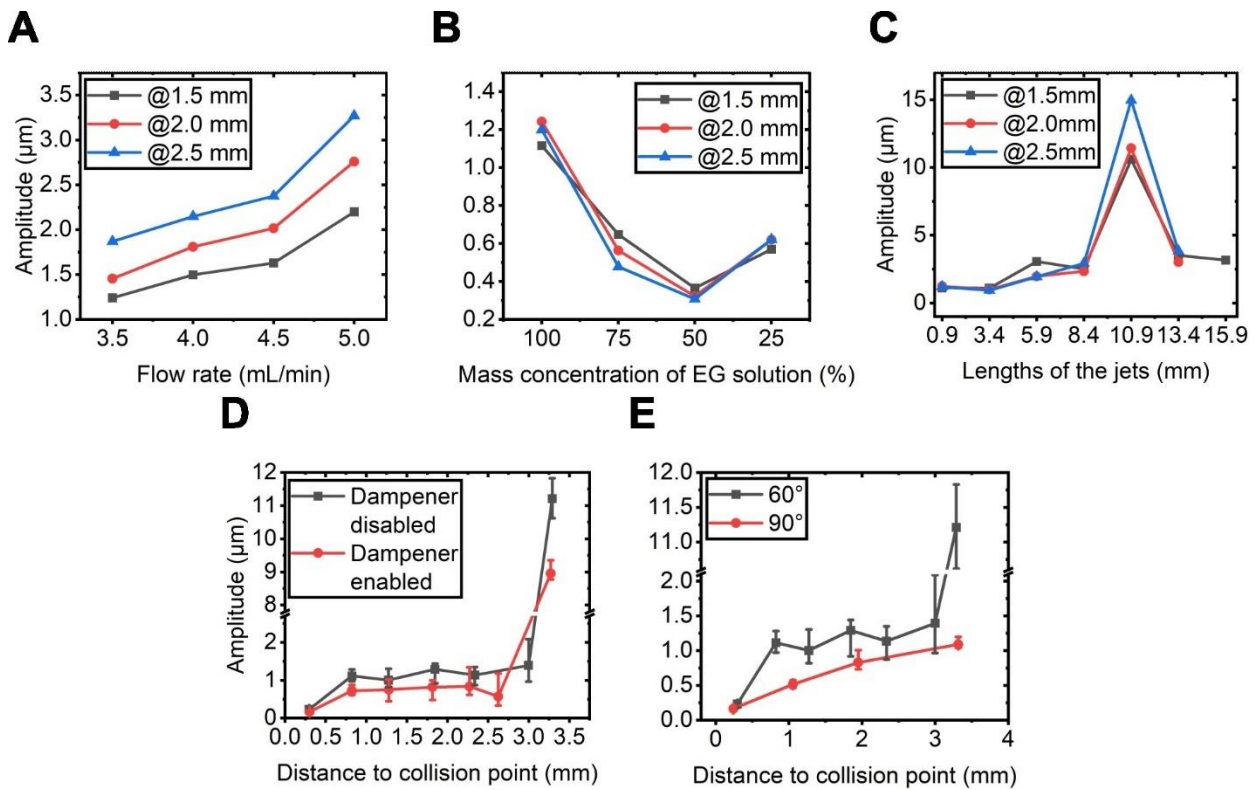 A
3.5
3.0
2.5
2.0
1.5
1.0
Amplitude (μm)
@1.5 mm
@2.0 mm
@2.5 mm
3.5 4.0 4.5 5.0
Flow rate (mL/min)
B
1.4
1.2
1.0
0.8
0.6
0.4
0.2
Amplitude (μm)
@1.5 mm
@2.0 mm
@2.5 mm
100 75 50 25
Mass concentration of EG solution (%)
C
15
10
5
0
Amplitude (μm)
@1.5mm
@2.0mm
@2.5mm
0.9 3.4 5.9 8.4 10.9 13.4 15.9
Lengths of the jets (mm)
D
12
11
10
9
8
2
1
0
Amplitude (μm)
Dampener
disabled
Dampener
enabled
0.0 0.5 1.0 1.5 2.0 2.5 3.0 3.5
Distance to collision point (mm)
E
12.0
11.5
11.0
2.0
1.5
1.0
0.5
0.0
Amplitude (μm)
60°
90°
0 1 2 3 4
Distance to collision point (mm)